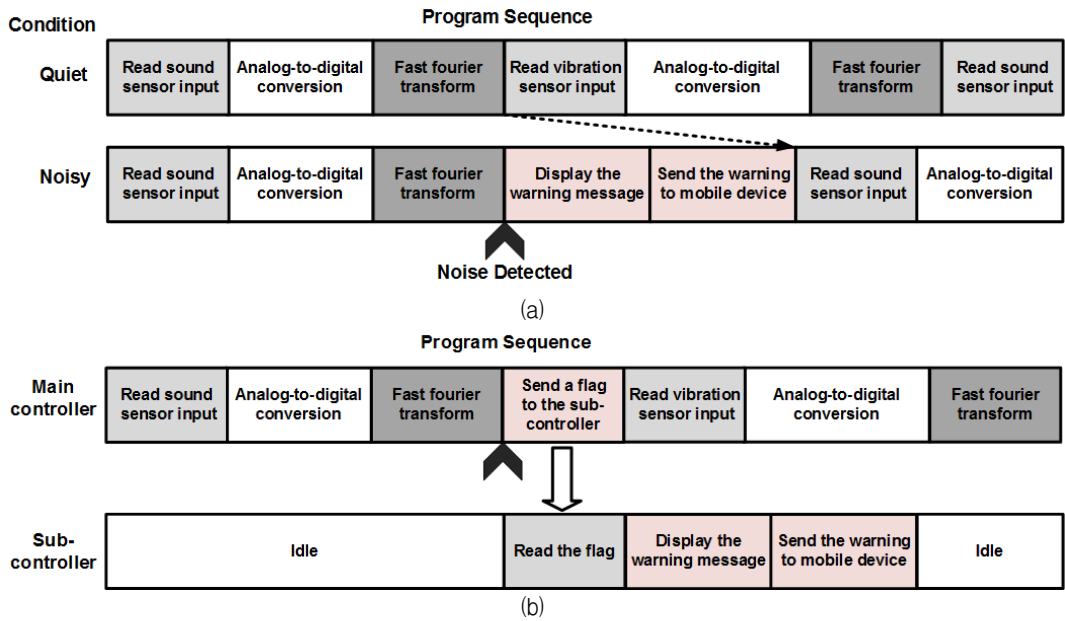 Condition
Program Sequence
Quiet
Read sound
sensor input
Analog-to-digital
conversion
Fast fourier
transform
Read vibration
sensor input
Analog-to-digital
conversion
Fast fourier
transform
Read sound
sensor input
Noisy
Read sound
sensor input
Analog-to-digital
conversion
Fast fourier
transform
Display the
warning message
Send the warning
to mobile device
Read sound
sensor input
Analog-to-digital
conversion
Noise Detected
(a)
Program Sequence
Main
controller
Read sound
sensor input
Analog-to-digital
conversion
Fast fourier
transform
Send a flag
to the sub-
controller
Read vibration
sensor input
Analog-to-digital
conversion
Fast fourier
transform
Sub-
controller
Idle
Read the flag
Display the
warning message
Send the warning
to mobile device
Idle
(b)